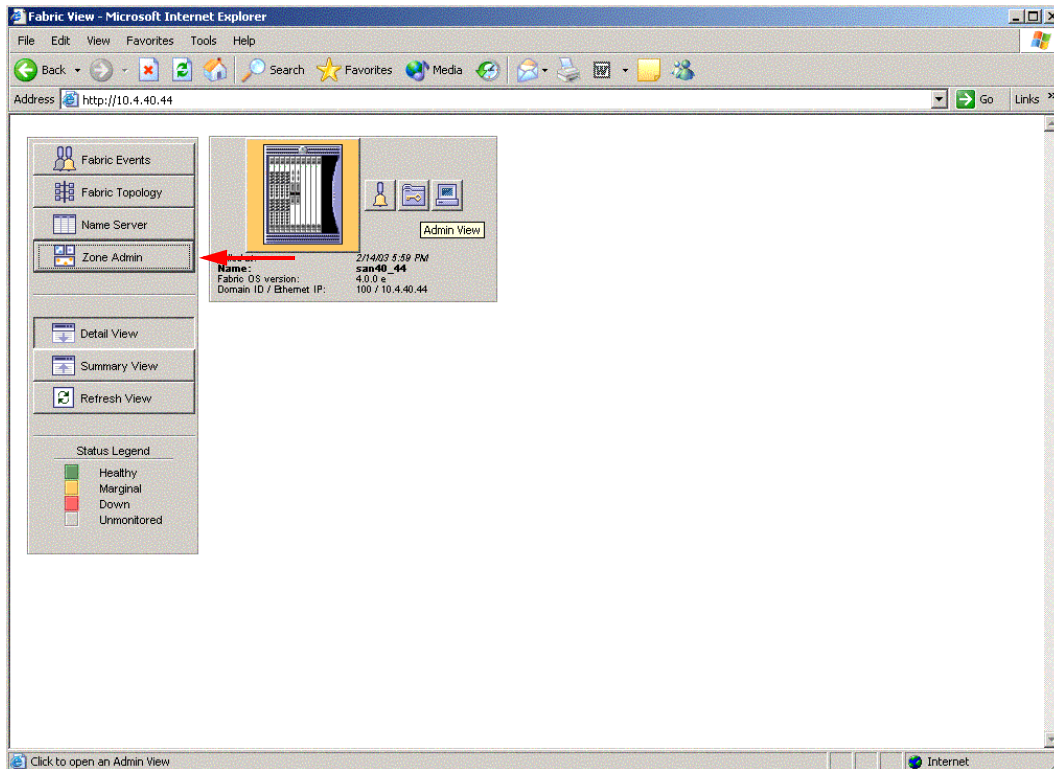 Fabric View - Microsoft Internet Explorer
File Edit View Favorites Tools Help
Back Search Favorites Media
Address http://10.4.40.44 Go Links »
Fabric Events
Fabric Topology
Name Server
Zone Admin
Admin View
2/14/03 5:59 PM
Name: san40_44
Fabric OS version: 4.0.0 e
Domain ID / Ethernet IP: 100 / 10.4.40.44
Detail View
Summary View
Refresh View
Status Legend
Healthy
Marginal
Down
Unmonitored
Click to open an Admin View Internet